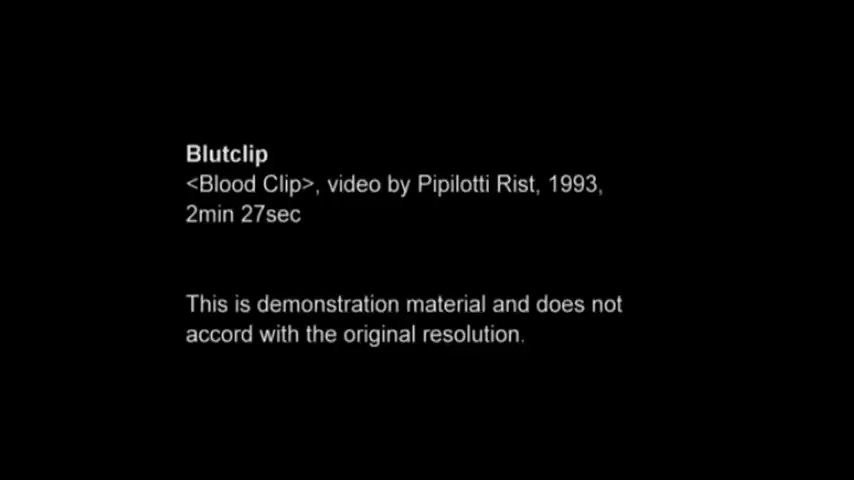 Blutclip
<Blood Clip>, video by Pipilotti Rist, 1993,
2min 27sec
This is demonstration material and does not
accord with the original resolution.